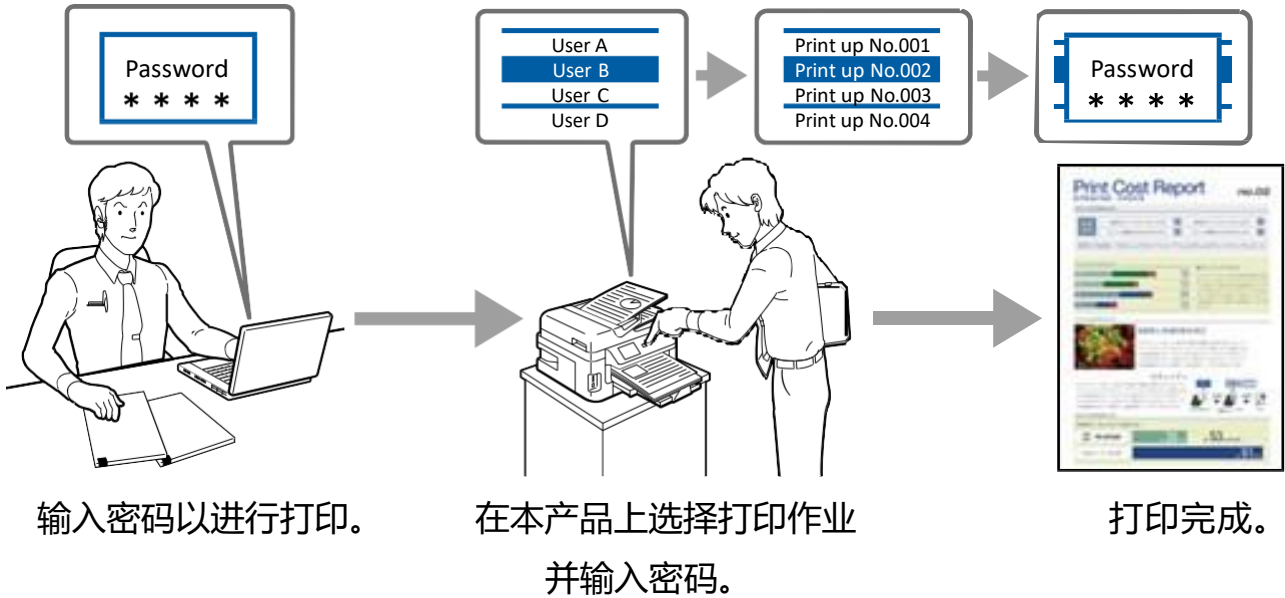 Password
* * * *
User A
User B
User C
User D
Print up No.001
Print up No.002
Print up No.003
Print up No.004
Password
* * * *
Print Cost Report
no.02
输入密码以进行打印。
在本产品上选择打印作业
并输入密码。
打印完成。